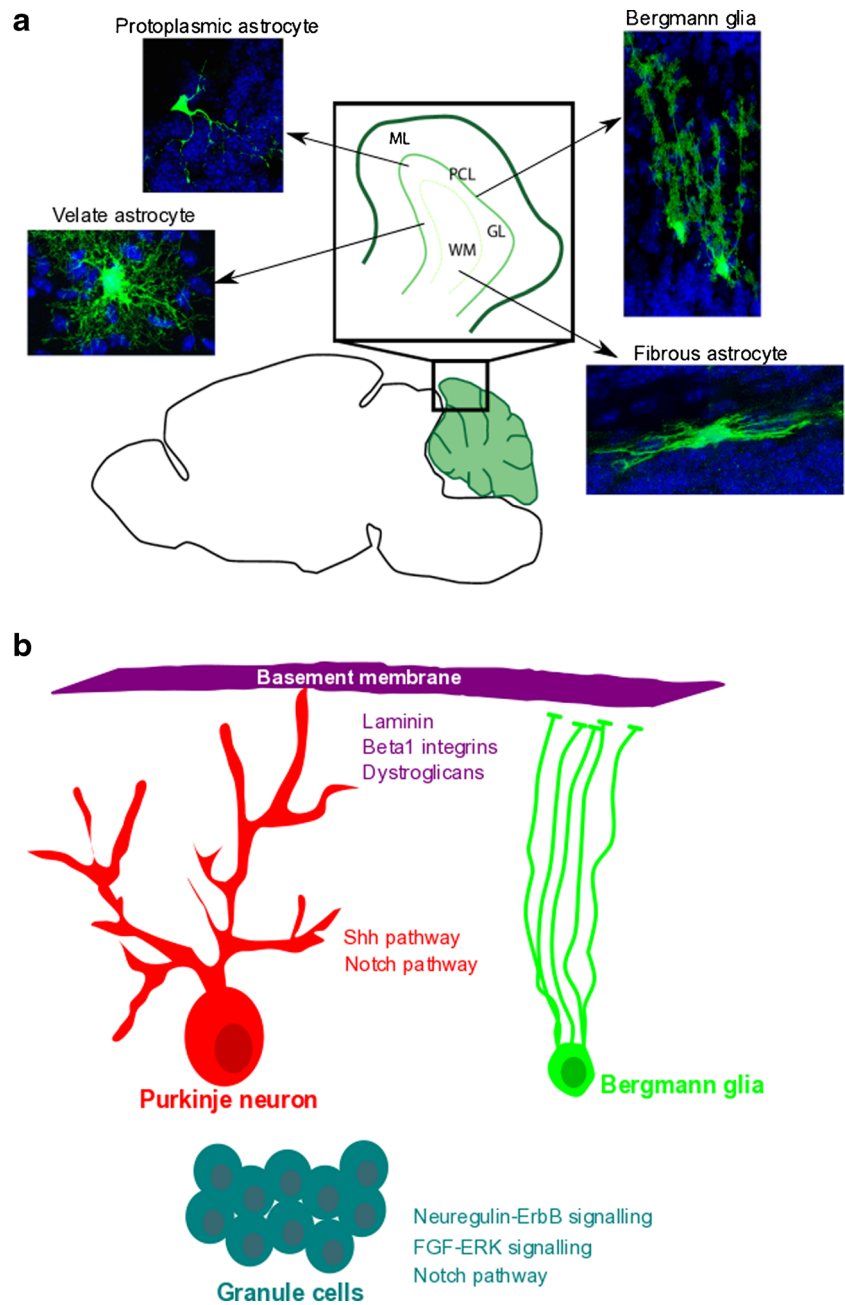 a
Protoplasmic astrocyte
Bergmann glia
ML
PCL
Velate astrocyte
GL
WM
Fibrous astrocyte
b
Basement membrane
Laminin
Beta1 integrins
Dystroglicans
Shh pathway
Notch pathway
Purkinje neuron
Bergmann glia
Neuregulin-ErbB signalling
FGF-ERK signalling
Notch pathway
Granule cells